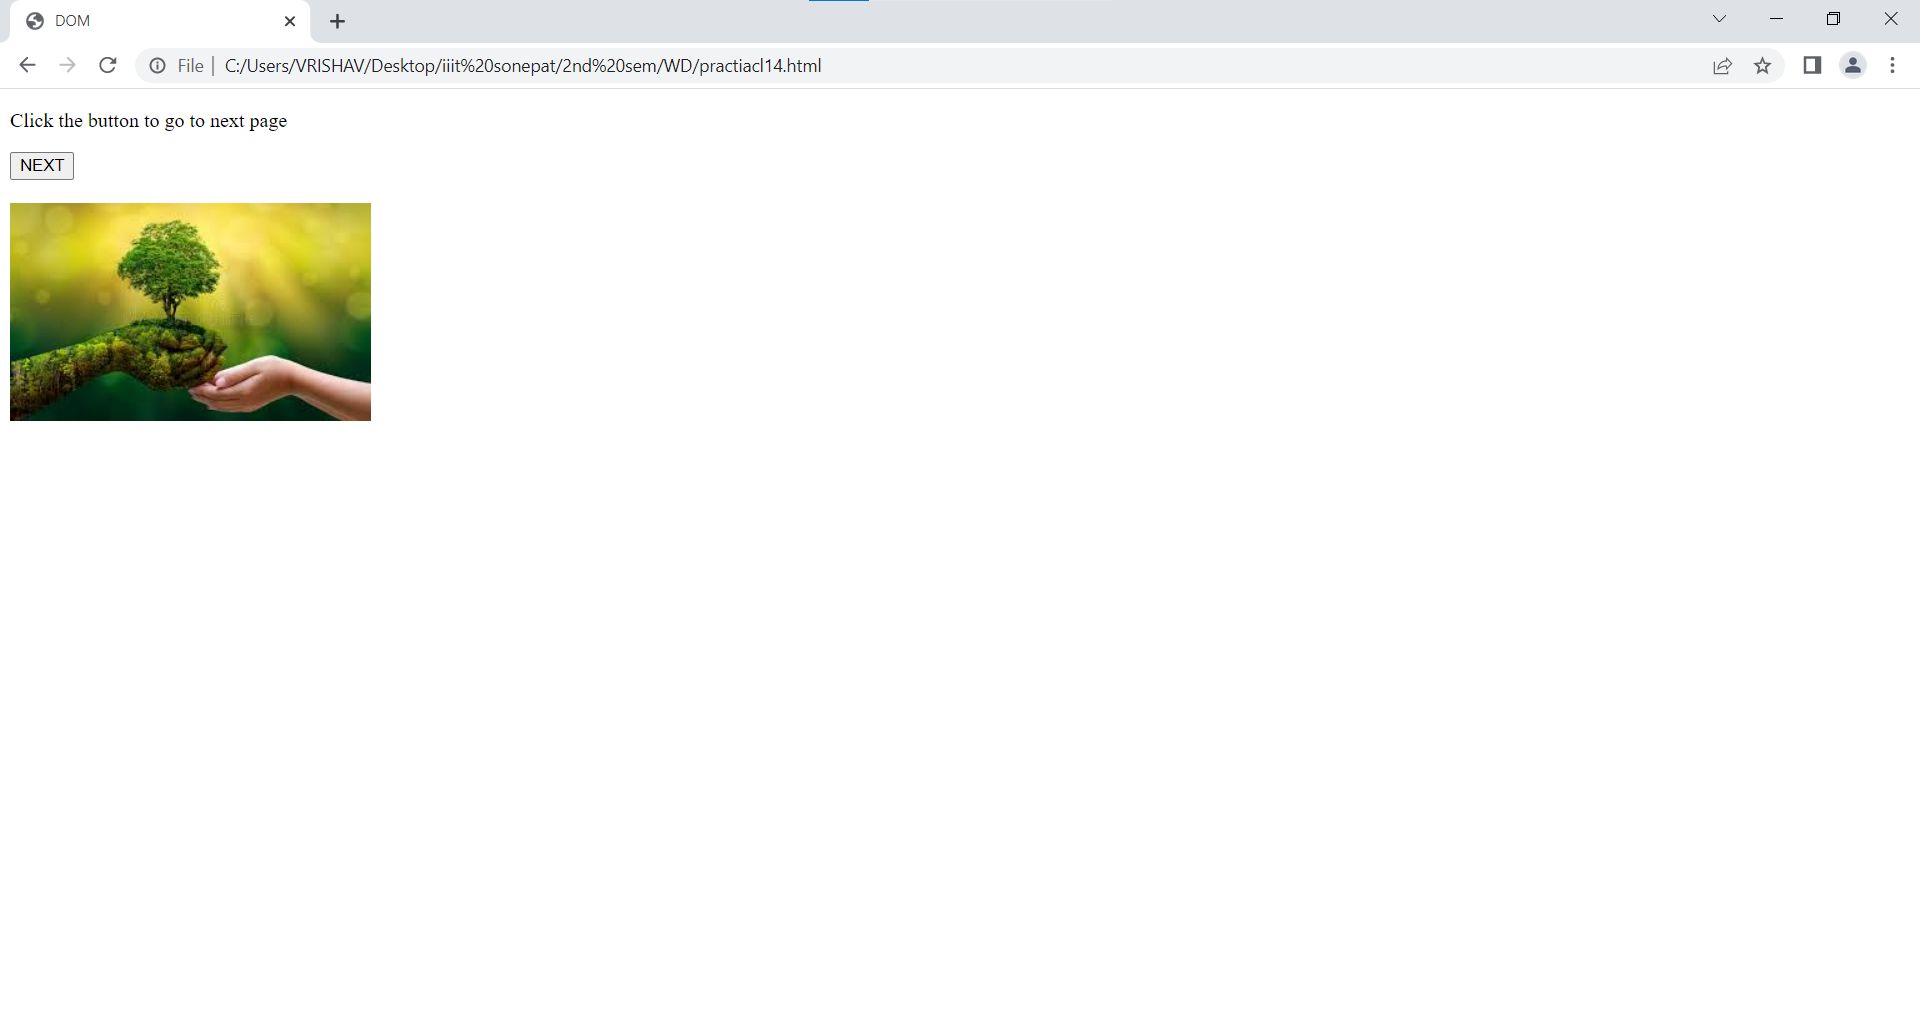 DOM
File C:/Users/VRISHAV/Desktop/iiit%20sonepat/2nd%20sem/WD/practiacl14.html
Click the button to go to next page
NEXT